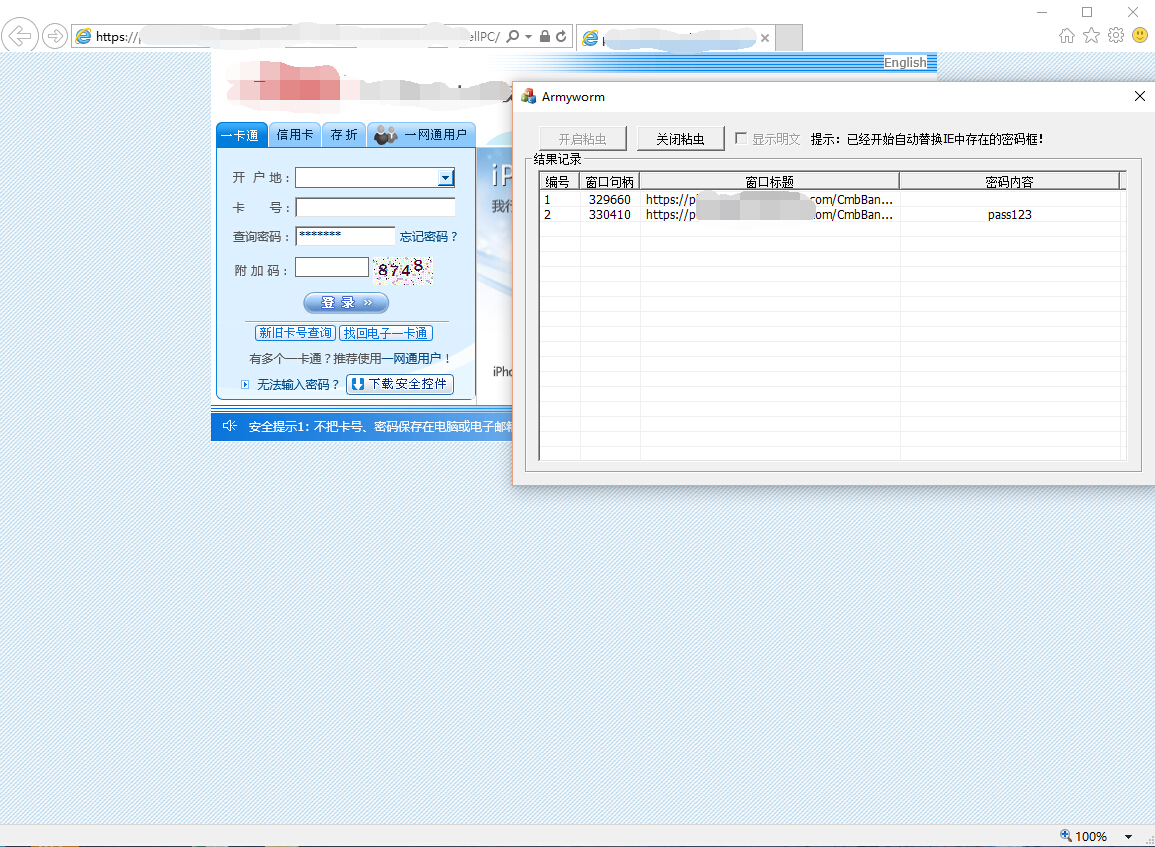 https://
ellPC/
English
一卡通
信用卡
存 折
一网通用户
开 户 地：
卡 号：
查询密码：
*******
忘记密码？
附 加 码：
8748
登 录 »
新旧卡号查询
找回电子一卡通
有多个一卡通？推荐使用一网通用户！
无法输入密码？
下载安全控件
安全提示1：不把卡号、密码保存在电脑或电子邮
iP
我行
iPho
Armyworm
开启粘虫
关闭粘虫
显示明文
提示：已经开始自动替换IE中存在的密码框！
结果记录
编号 窗口句柄 窗口标题 密码内容
1 329660 https://p om/CmbBan...
2 330410 https://p om/CmbBan... pass123
100%